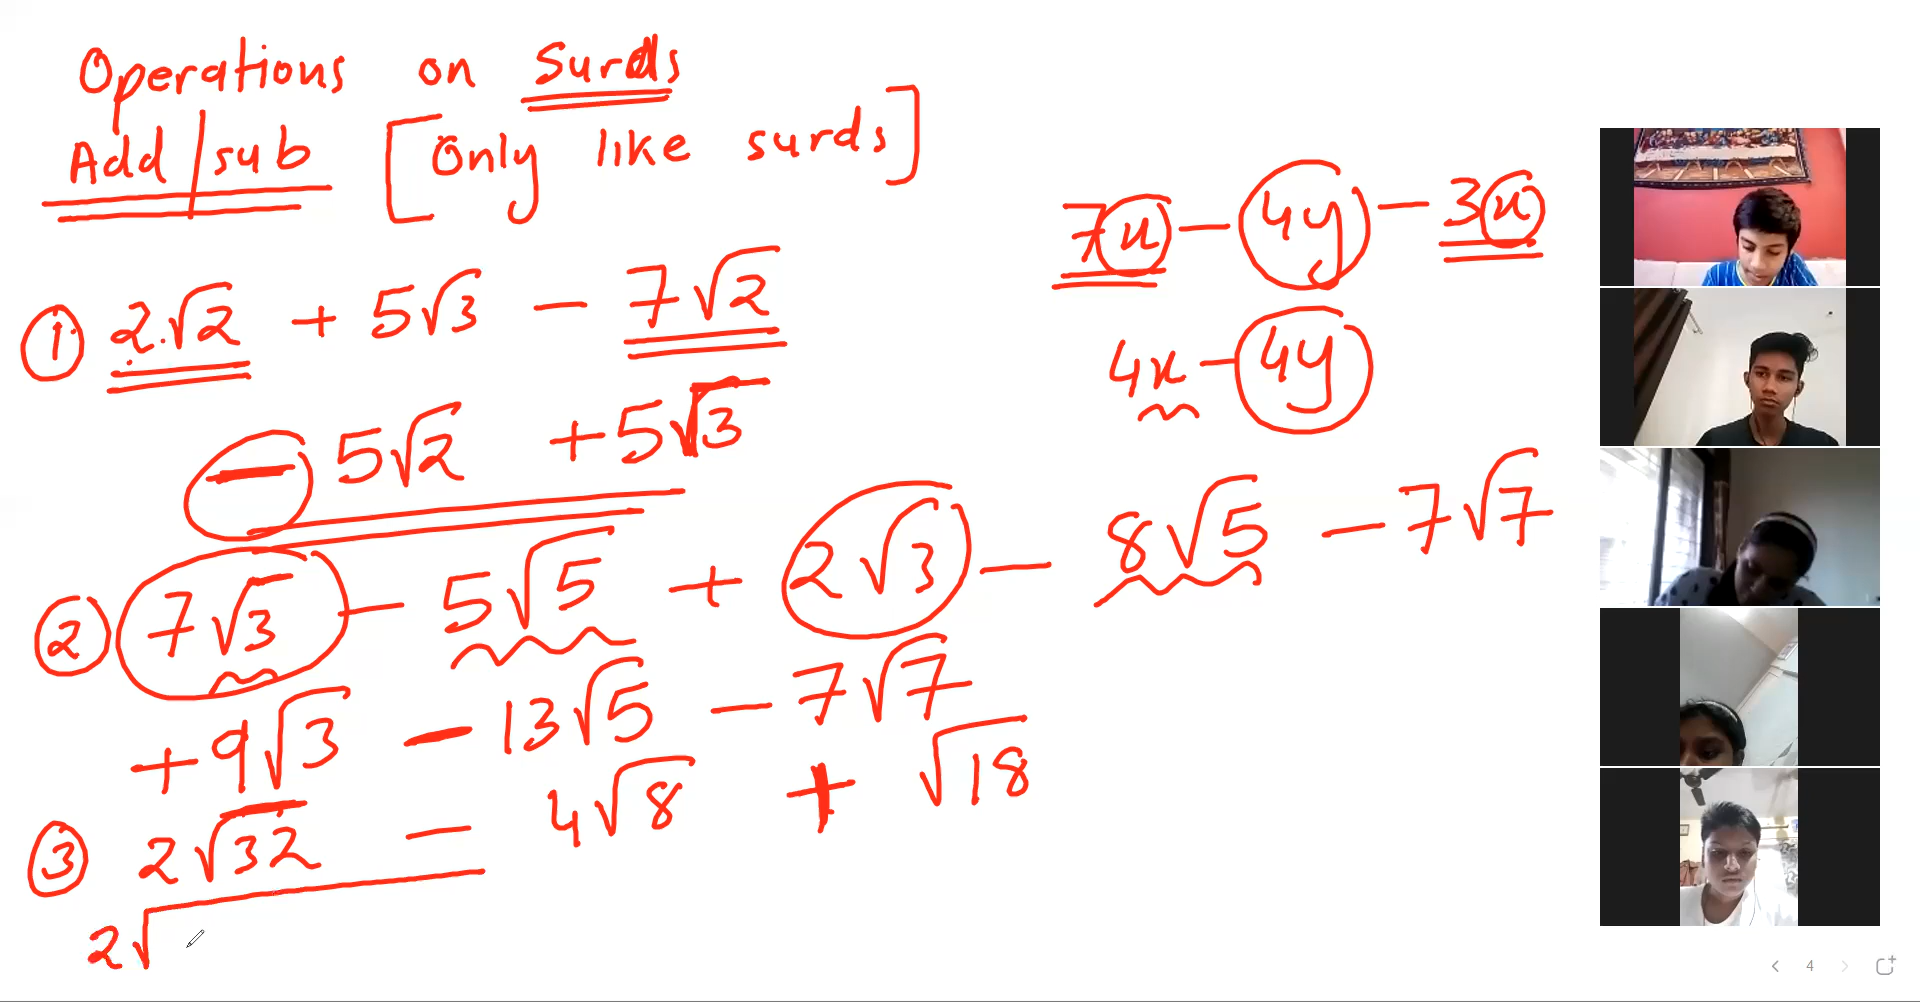 Operations on Surds
Add/sub [Only like surds]
7x - 4y - 3x
4x - 4y
① 2.√2 + 5√3 - 7√2
- 5√2 + 5√3
② 7√3 - 5√5 + 2√3 - 8√5 - 7√7
+9√3 - 13√5 - 7√7
③ 2√32 - 4√8 + √18
2√
4